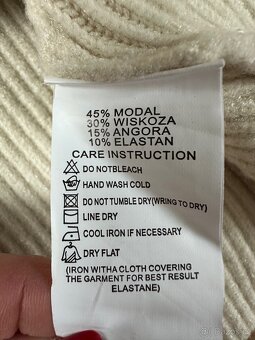 45% MODAL
30% WISKOZA
15% ANGORA
10% ELASTAN
CARE INSTRUCTION
DO NOTBLEACH
HAND WASH COLD
DO NOT TUMBLE DRY(WRING TO DRY)
LINE DRY
COOL IRON IF NECESSARY
DRY FLAT
(IRON WITHA CLOTH COVERING
THE GARMENT FOR BEST RESULT
ELASTANE)